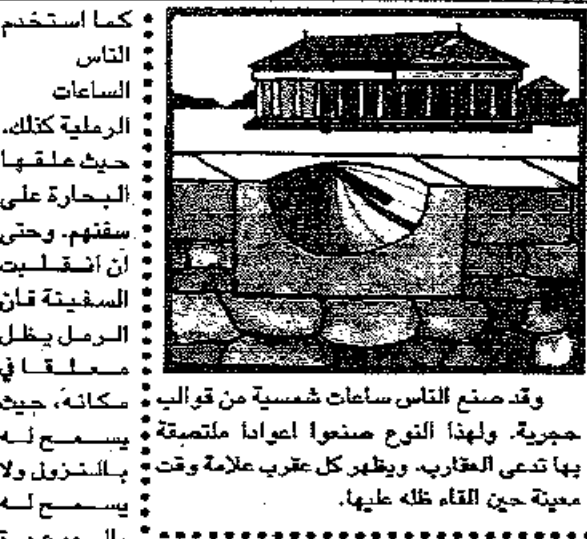 كما استخدم
الناس
الساعات
الرملية كذلك.
حيث علقها
البحارة على
سفنهم. وحتى
ان انقلبت
السفينة فان
الرمل يظل
معلقا في
مكانه، حيث
يسمح له
بالنزول ولا
يسمح له
وقد صنع الناس ساعات شمسية من قوالب
حجرية. ولهذا النوع صنعوا اعوادا ملتصقة
بها تدعى العقارب. ويظهر كل عقرب علامة وقت
معينة حين القاء ظله عليها.